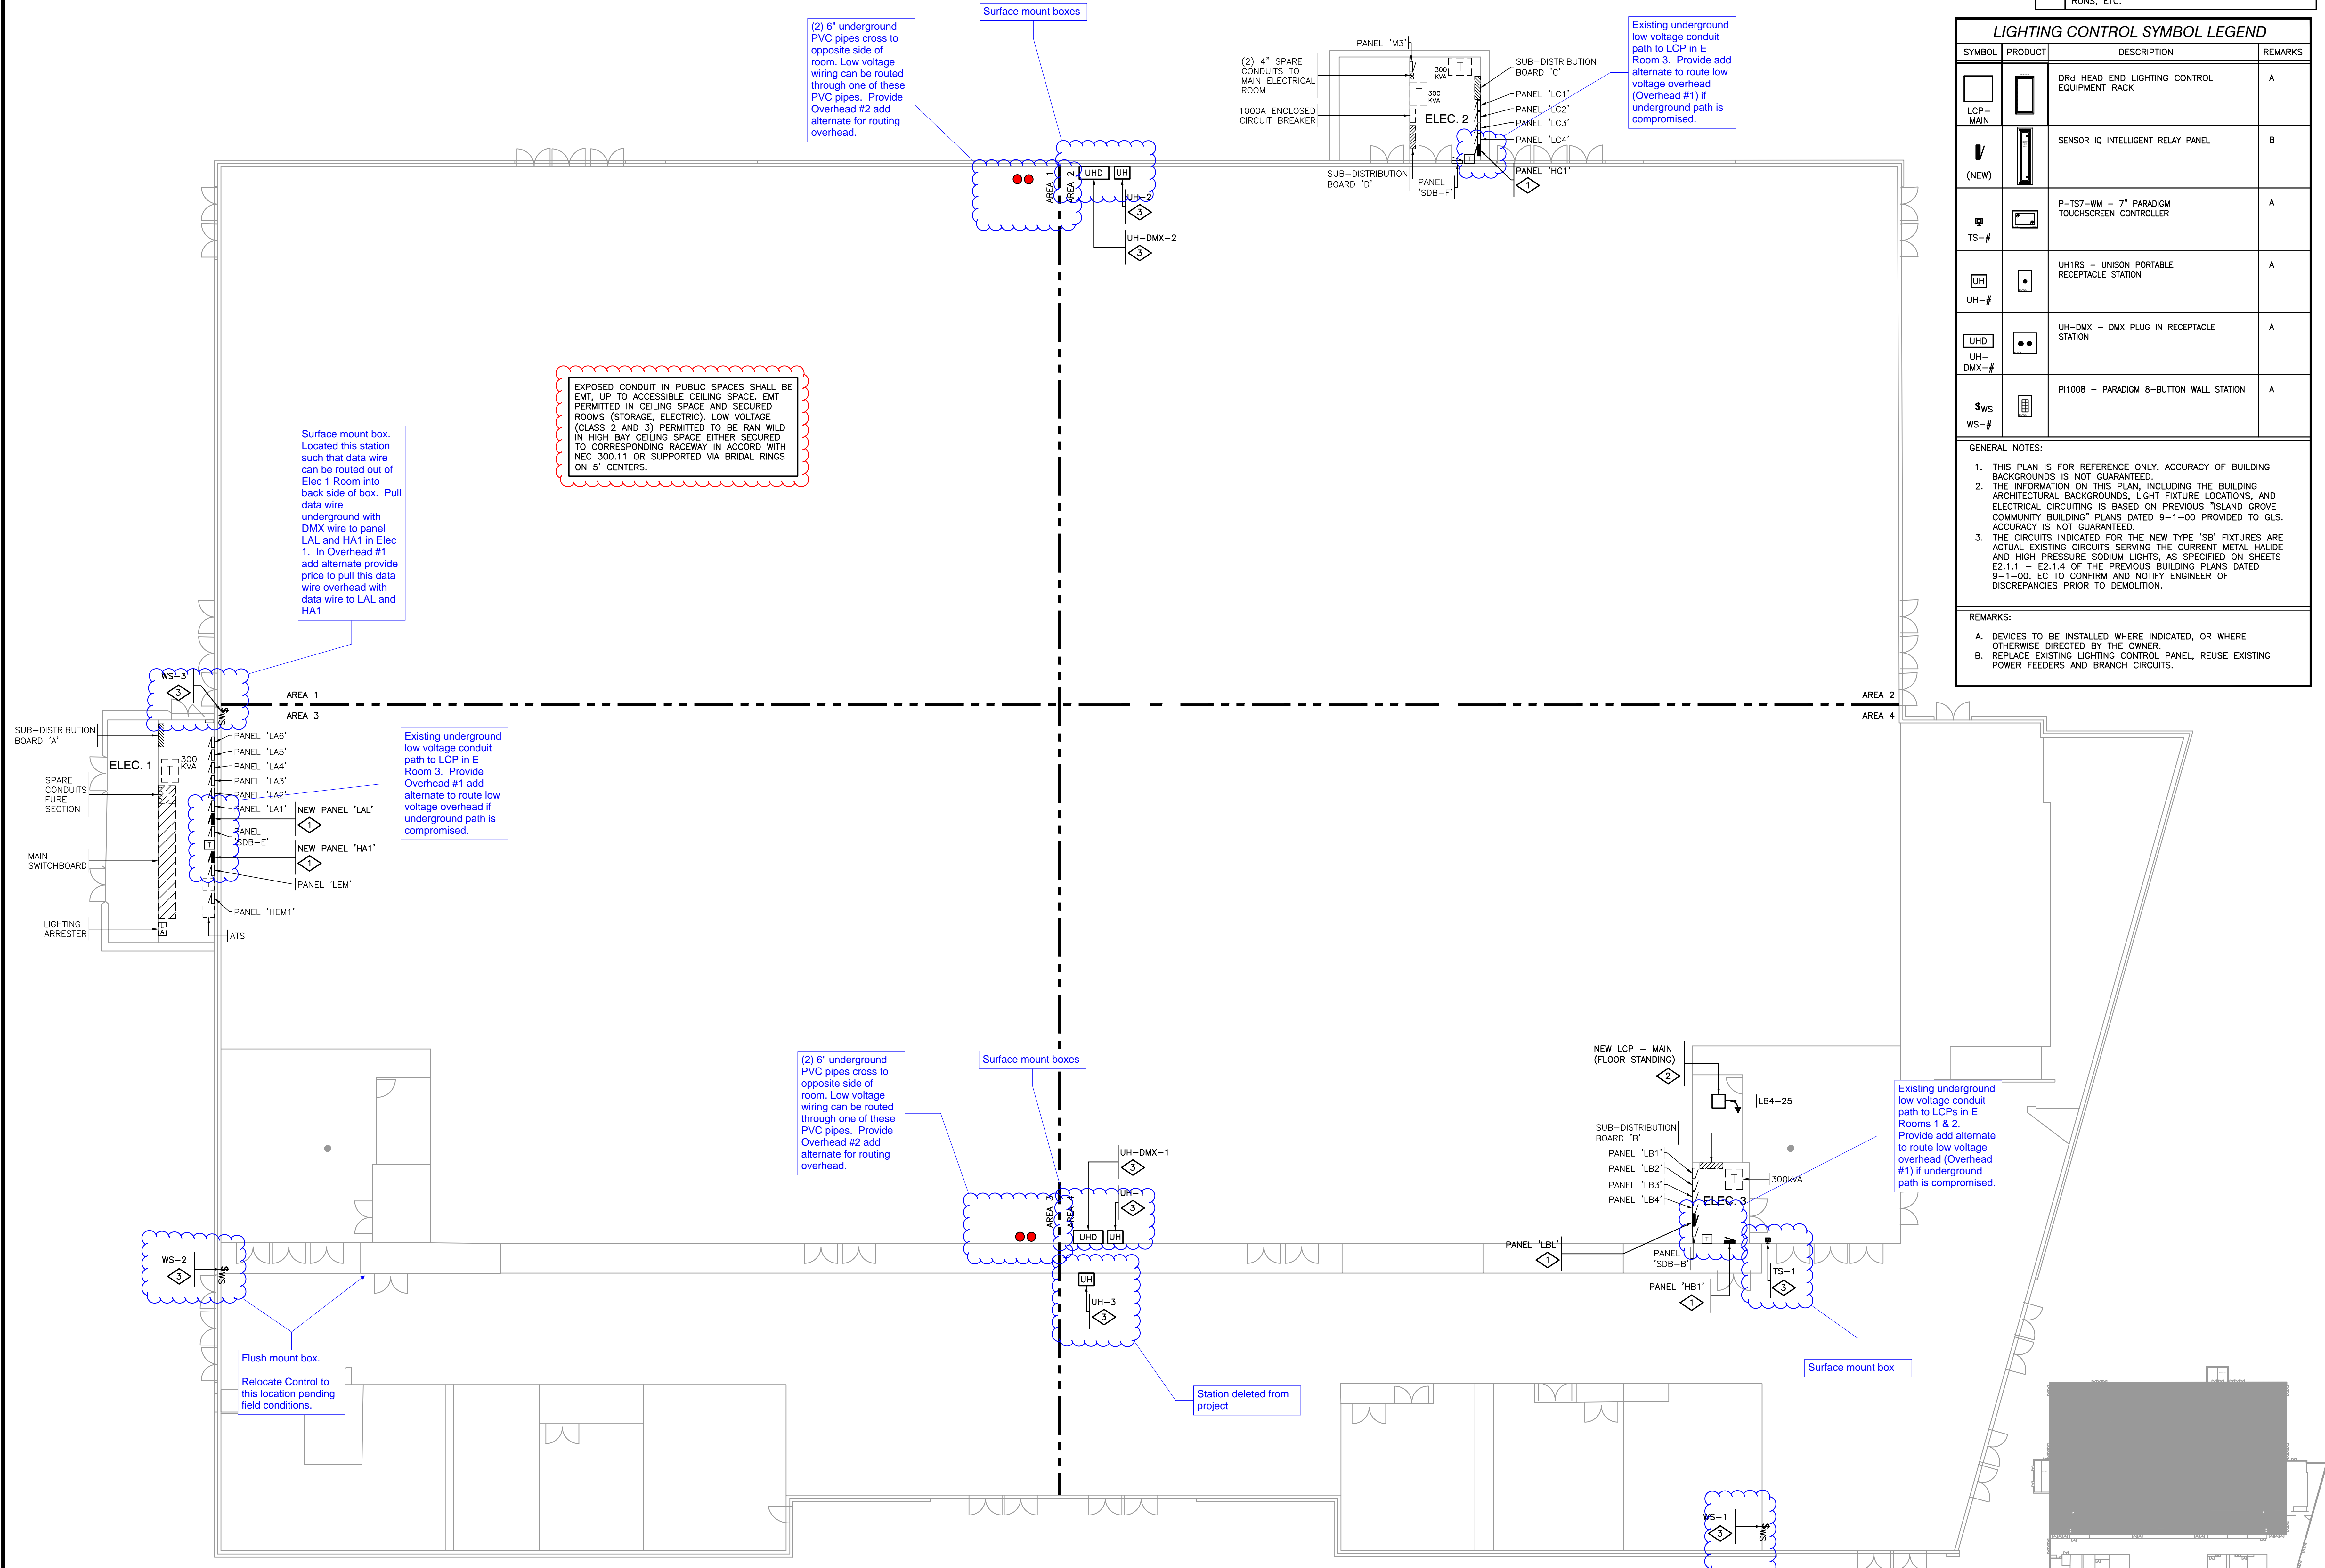 RUNS, ETC.
Surface mount boxes
(2) 6" underground
PVC pipes cross to
opposite side of
room. Low voltage
wiring can be routed
through one of these
PVC pipes.  Provide
Overhead #2 add
alternate for routing
overhead.
PANEL 'M3'
(2) 4" SPARE
CONDUITS TO
MAIN ELECTRICAL
ROOM
1000A ENCLOSED
CIRCUIT BREAKER
300
KVA
T
T
300
KVA
ELEC. 2
SUB-DISTRIBUTION
BOARD 'C'
PANEL 'LC1'
PANEL 'LC2'
PANEL 'LC3'
PANEL 'LC4'
PANEL 'HC1'
1
T
SUB-DISTRIBUTION
BOARD 'D'
PANEL
'SDB-F'
Existing underground
low voltage conduit
path to LCP in E
Room 3.  Provide add
alternate to route low
voltage overhead
(Overhead #1) if
underground path is
compromised.
AREA 1
AREA 2
UHD
UH
UH-2
3
UH-DMX-2
3
LIGHTING CONTROL SYMBOL LEGEND
SYMBOL PRODUCT DESCRIPTION REMARKS
LCP-
MAIN
DRd HEAD END LIGHTING CONTROL
EQUIPMENT RACK
A
(NEW)
SENSOR IQ INTELLIGENT RELAY PANEL
B
TS-#
P-TS7-WM - 7" PARADIGM
TOUCHSCREEN CONTROLLER
A
UH
UH-#
UH1RS - UNISON PORTABLE
RECEPTACLE STATION
A
UHD
UH-
DMX-#
UH-DMX - DMX PLUG IN RECEPTACLE
STATION
A
$WS
WS-#
PI1008 - PARADIGM 8-BUTTON WALL STATION
A
GENERAL NOTES:
1. THIS PLAN IS FOR REFERENCE ONLY. ACCURACY OF BUILDING
BACKGROUNDS IS NOT GUARANTEED.
2. THE INFORMATION ON THIS PLAN, INCLUDING THE BUILDING
ARCHITECTURAL BACKGROUNDS, LIGHT FIXTURE LOCATIONS, AND
ELECTRICAL CIRCUITING IS BASED ON PREVIOUS "ISLAND GROVE
COMMUNITY BUILDING" PLANS DATED 9-1-00 PROVIDED TO GLS.
ACCURACY IS NOT GUARANTEED.
3. THE CIRCUITS INDICATED FOR THE NEW TYPE 'SB' FIXTURES ARE
ACTUAL EXISTING CIRCUITS SERVING THE CURRENT METAL HALIDE
AND HIGH PRESSURE SODIUM LIGHTS, AS SPECIFIED ON SHEETS
E2.1.1 - E2.1.4 OF THE PREVIOUS BUILDING PLANS DATED
9-1-00. EC TO CONFIRM AND NOTIFY ENGINEER OF
DISCREPANCIES PRIOR TO DEMOLITION.
REMARKS:
A. DEVICES TO BE INSTALLED WHERE INDICATED, OR WHERE
OTHERWISE DIRECTED BY THE OWNER.
B. REPLACE EXISTING LIGHTING CONTROL PANEL, REUSE EXISTING
POWER FEEDERS AND BRANCH CIRCUITS.
EXPOSED CONDUIT IN PUBLIC SPACES SHALL BE
EMT, UP TO ACCESSIBLE CEILING SPACE. EMT
PERMITTED IN CEILING SPACE AND SECURED
ROOMS (STORAGE, ELECTRIC). LOW VOLTAGE
(CLASS 2 AND 3) PERMITTED TO BE RAN WILD
IN HIGH BAY CEILING SPACE EITHER SECURED
TO CORRESPONDING RACEWAY IN ACCORD WITH
NEC 300.11 OR SUPPORTED VIA BRIDAL RINGS
ON 5' CENTERS.
Surface mount box.
Located this station
such that data wire
can be routed out of
Elec 1 Room into
back side of box.  Pull
data wire
underground with
DMX wire to panel
LAL and HA1 in Elec
1.  In Overhead #1
add alternate provide
price to pull this data
wire overhead with
data wire to LAL and
HA1
WS-3
3
$WS
AREA 1
AREA 3
AREA 2
AREA 4
SUB-DISTRIBUTION
BOARD 'A'
ELEC. 1
T
300
KVA
SPARE
CONDUITS
FURE
SECTION
MAIN
SWITCHBOARD
LIGHTING
ARRESTER
LA
PANEL 'LA6'
PANEL 'LA5'
PANEL 'LA4'
PANEL 'LA3'
PANEL 'LA2'
PANEL 'LA1'
NEW PANEL 'LAL'
1
PANEL
'SDB-E'
T
NEW PANEL 'HA1'
1
PANEL 'LEM'
T
PANEL 'HEM1'
ATS
Existing underground
low voltage conduit
path to LCP in E
Room 3.  Provide
Overhead #1 add
alternate to route low
voltage overhead if
underground path is
compromised.
(2) 6" underground
PVC pipes cross to
opposite side of
room. Low voltage
wiring can be routed
through one of these
PVC pipes.  Provide
Overhead #2 add
alternate for routing
overhead.
Surface mount boxes
UH-DMX-1
3
UH-1
3
AREA 3
AREA 4
UHD
UH
UH
UH-3
3
Station deleted from
project
NEW LCP - MAIN
(FLOOR STANDING)
2
LB4-25
SUB-DISTRIBUTION
BOARD 'B'
PANEL 'LB1'
PANEL 'LB2'
PANEL 'LB3'
PANEL 'LB4'
T
300kVA
ELEC. 3
PANEL 'LBL'
1
PANEL
'SDB-B'
T
PANEL 'HB1'
1
TS-1
3
Existing underground
low voltage conduit
path to LCPs in E
Rooms 1 & 2.
Provide add alternate
to route low voltage
overhead (Overhead
#1) if underground
path is compromised.
Surface mount box
WS-2
3
$WS
Flush mount box.
Relocate Control to
this location pending
field conditions.
WS-1
3
$WS